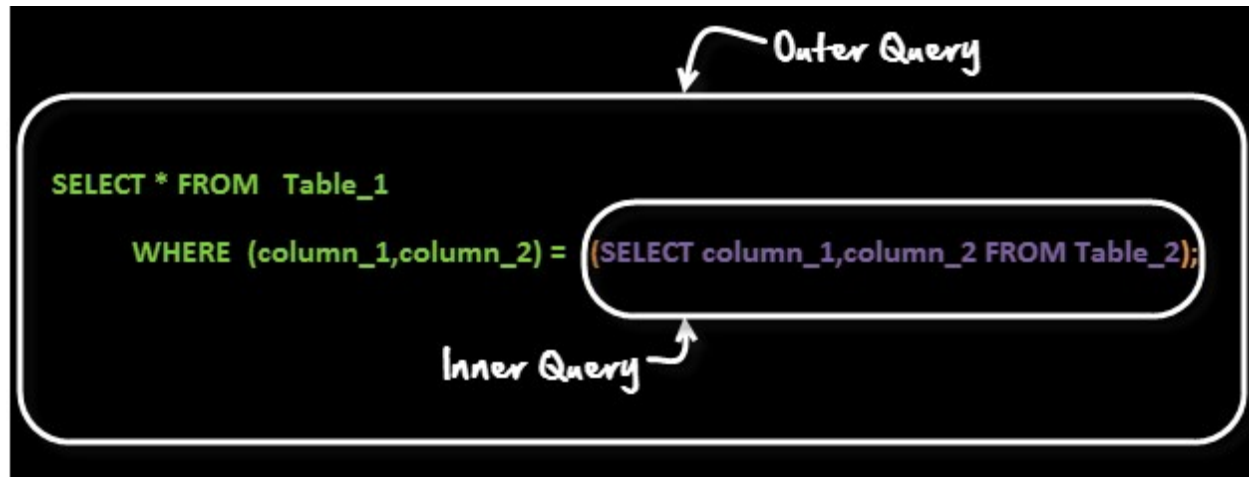 Outer Query
SELECT * FROM Table_1
WHERE (column_1,column_2) = (SELECT column_1,column_2 FROM Table_2);
Inner Query